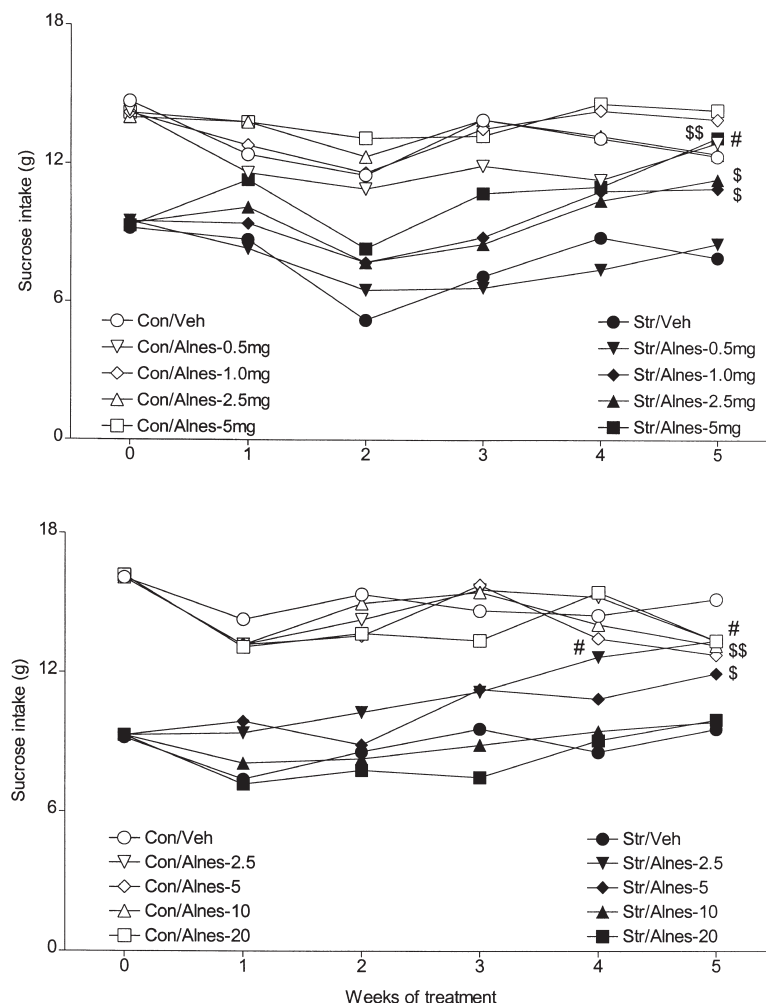 18
12
6
0
Sucrose intake (g)
$$ #
$
$
Con/Veh
Con/Alnes-0.5mg
Con/Alnes-1.0mg
Con/Alnes-2.5mg
Con/Alnes-5mg
Str/Veh
Str/Alnes-0.5mg
Str/Alnes-1.0mg
Str/Alnes-2.5mg
Str/Alnes-5mg
0 1 2 3 4 5
18
12
6
0
Sucrose intake (g)
#
#
$$
$
Con/Veh
Con/Alnes-2.5
Con/Alnes-5
Con/Alnes-10
Con/Alnes-20
Str/Veh
Str/Alnes-2.5
Str/Alnes-5
Str/Alnes-10
Str/Alnes-20
0 1 2 3 4 5
Weeks of treatment